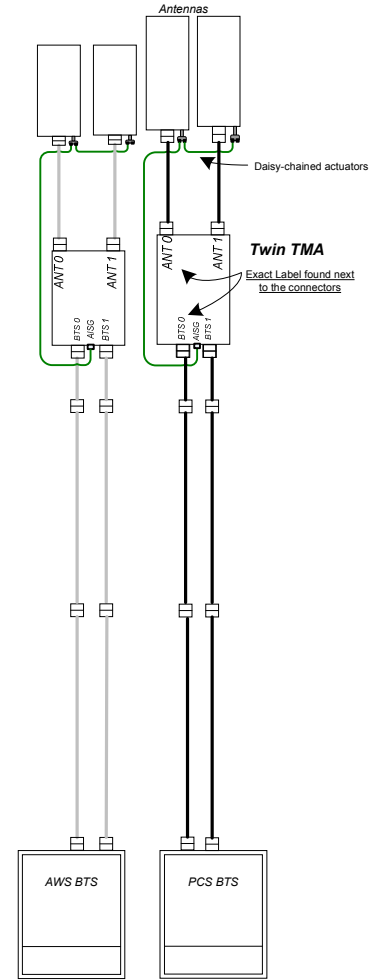 Antennas
Daisy-chained actuators
ANT 0
ANT 1
ANT 0
ANT 1
Twin TMA
Exact Label found next
to the connectors
BTS 0
AISG
BTS 1
BTS 0
AISG
BTS 1
AWS BTS
PCS BTS